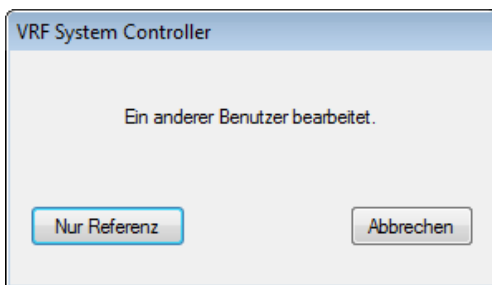 VRF System Controller
Ein anderer Benutzer bearbeitet.
Nur Referenz Abbrechen